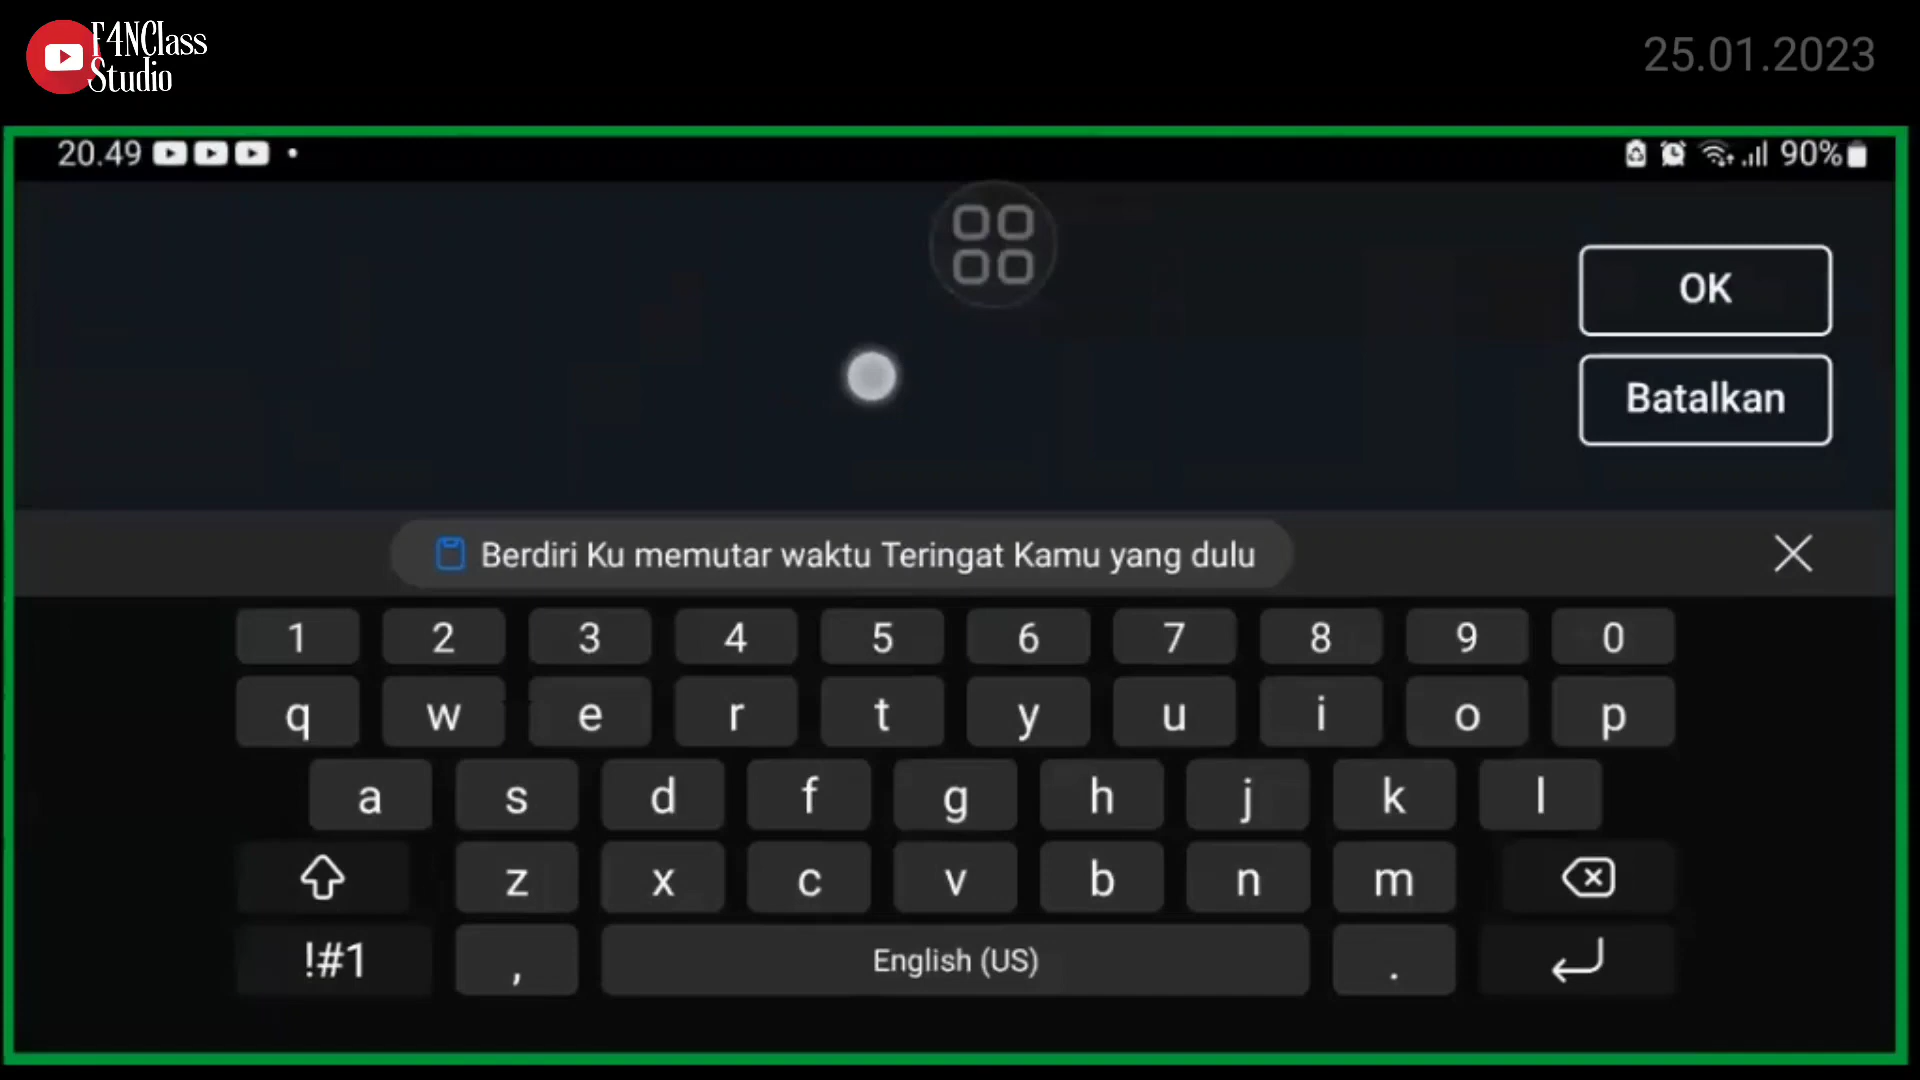 F4NClass
Studio
25.01.2023
20.49
90%
OK
Batalkan
Berdiri Ku memutar waktu Teringat Kamu yang dulu
1 2 3 4 5 6 7 8 9 0
q w e r t y u i o p
a s d f g h j k l
z x c v b n m
!#1 , English (US) .